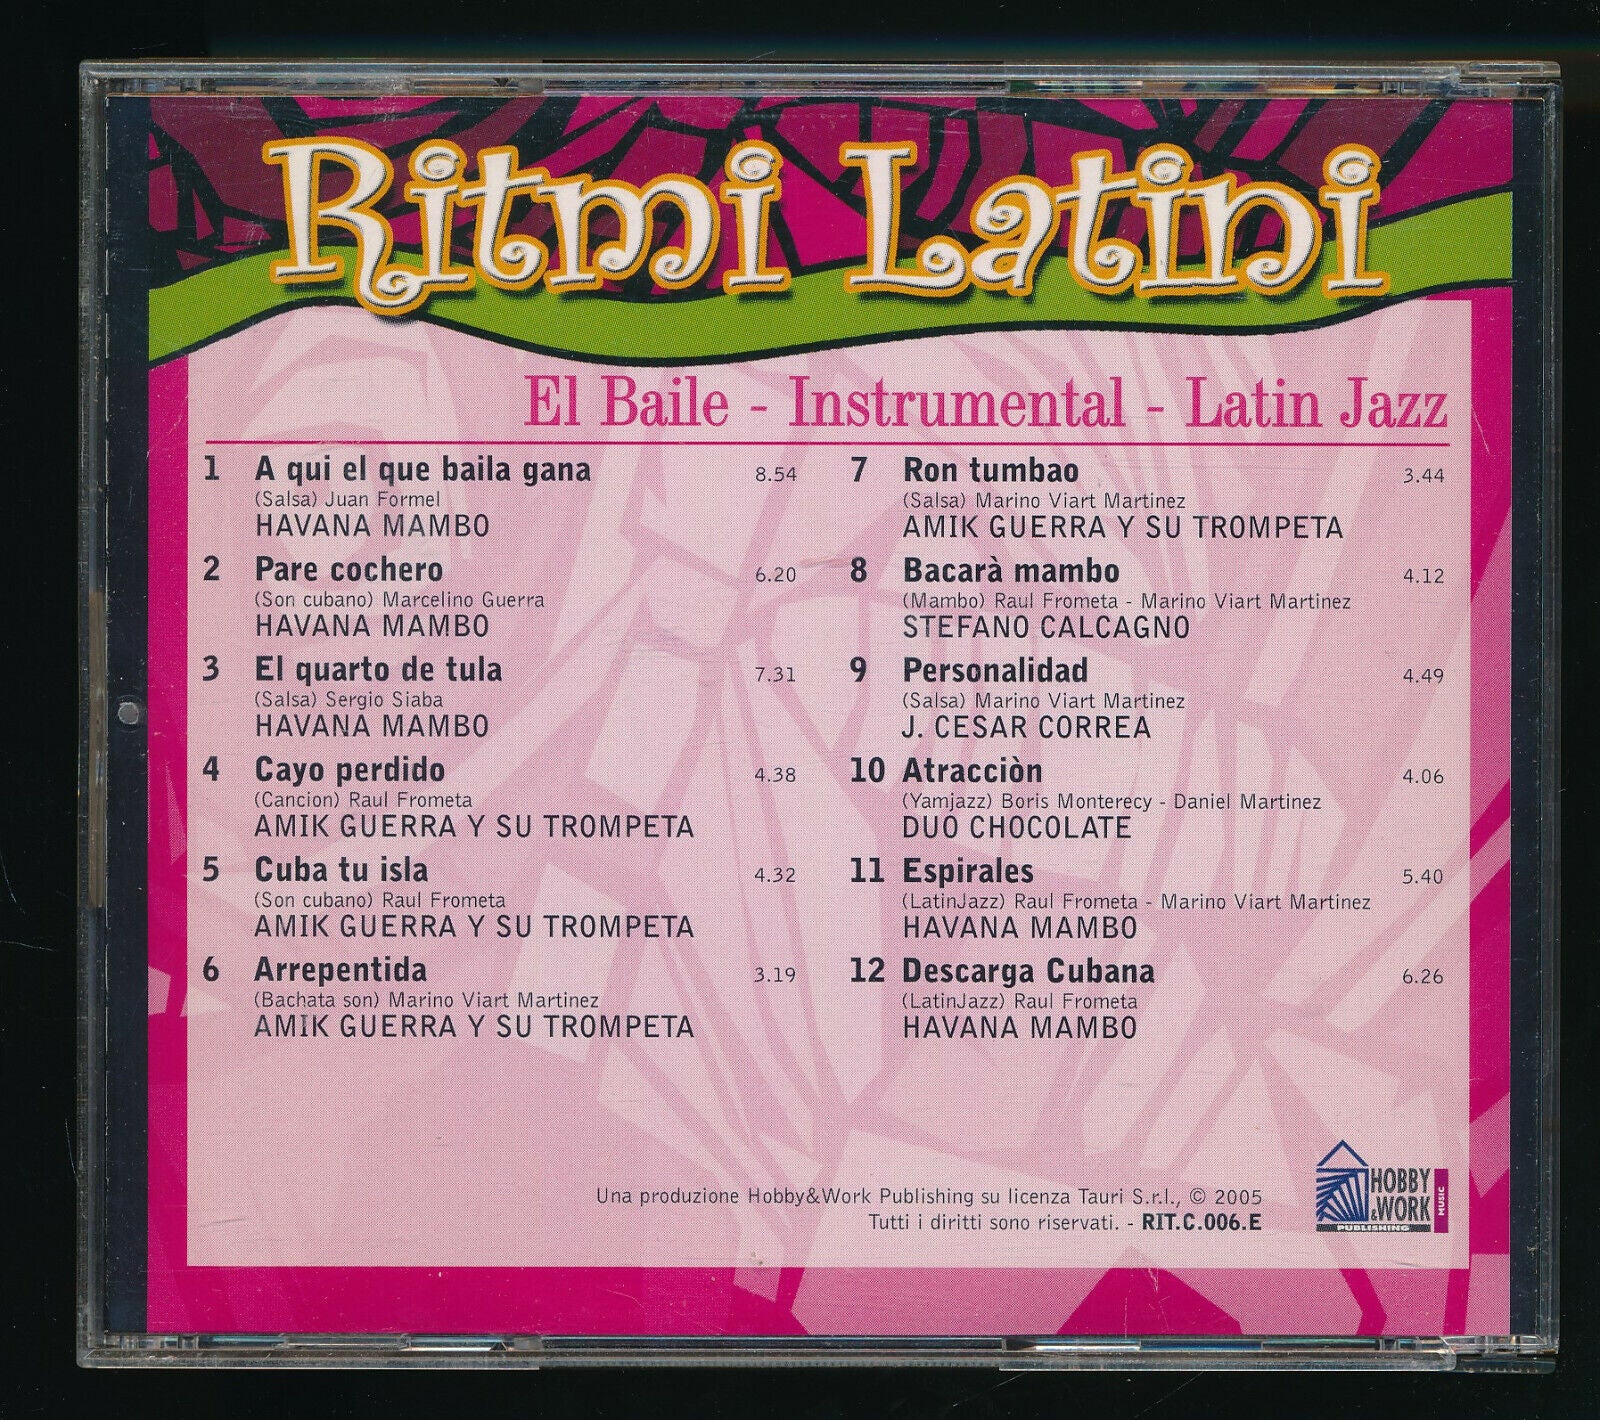 Ritmi Latini
El Baile - Instrumental - Latin Jazz
1 A qui el que baila gana 8.54
(Salsa) Juan Formel
HAVANA MAMBO
2 Pare cochero 6.20
(Son cubano) Marcelino Guerra
HAVANA MAMBO
3 El quarto de tula 7.31
(Salsa) Sergio Siaba
HAVANA MAMBO
4 Cayo perdido 4.38
(Cancion) Raul Frometa
AMIK GUERRA Y SU TROMPETA
5 Cuba tu isla 4.32
(Son cubano) Raul Frometa
AMIK GUERRA Y SU TROMPETA
6 Arrepentida 3.19
(Bachata son) Marino Viart Martinez
AMIK GUERRA Y SU TROMPETA
7 Ron tumbao 3.44
(Salsa) Marino Viart Martinez
AMIK GUERRA Y SU TROMPETA
8 Bacarà mambo 4.12
(Mambo) Raul Frometa - Marino Viart Martinez
STEFANO CALCAGNO
9 Personalidad 4.49
(Salsa) Marino Viart Martinez
J. CESAR CORREA
10 Atracciòn 4.06
(Yamjazz) Boris Monterecy - Daniel Martinez
DUO CHOCOLATE
11 Espirales 5.40
(LatinJazz) Raul Frometa - Marino Viart Martinez
HAVANA MAMBO
12 Descarga Cubana 6.26
(LatinJazz) Raul Frometa
HAVANA MAMBO
Una produzione Hobby&Work Publishing su licenza Tauri S.r.l., © 2005
Tutti i diritti sono riservati. - RIT.C.006.E
HOBBY
&WORK
PUBLISHING
MUSIC